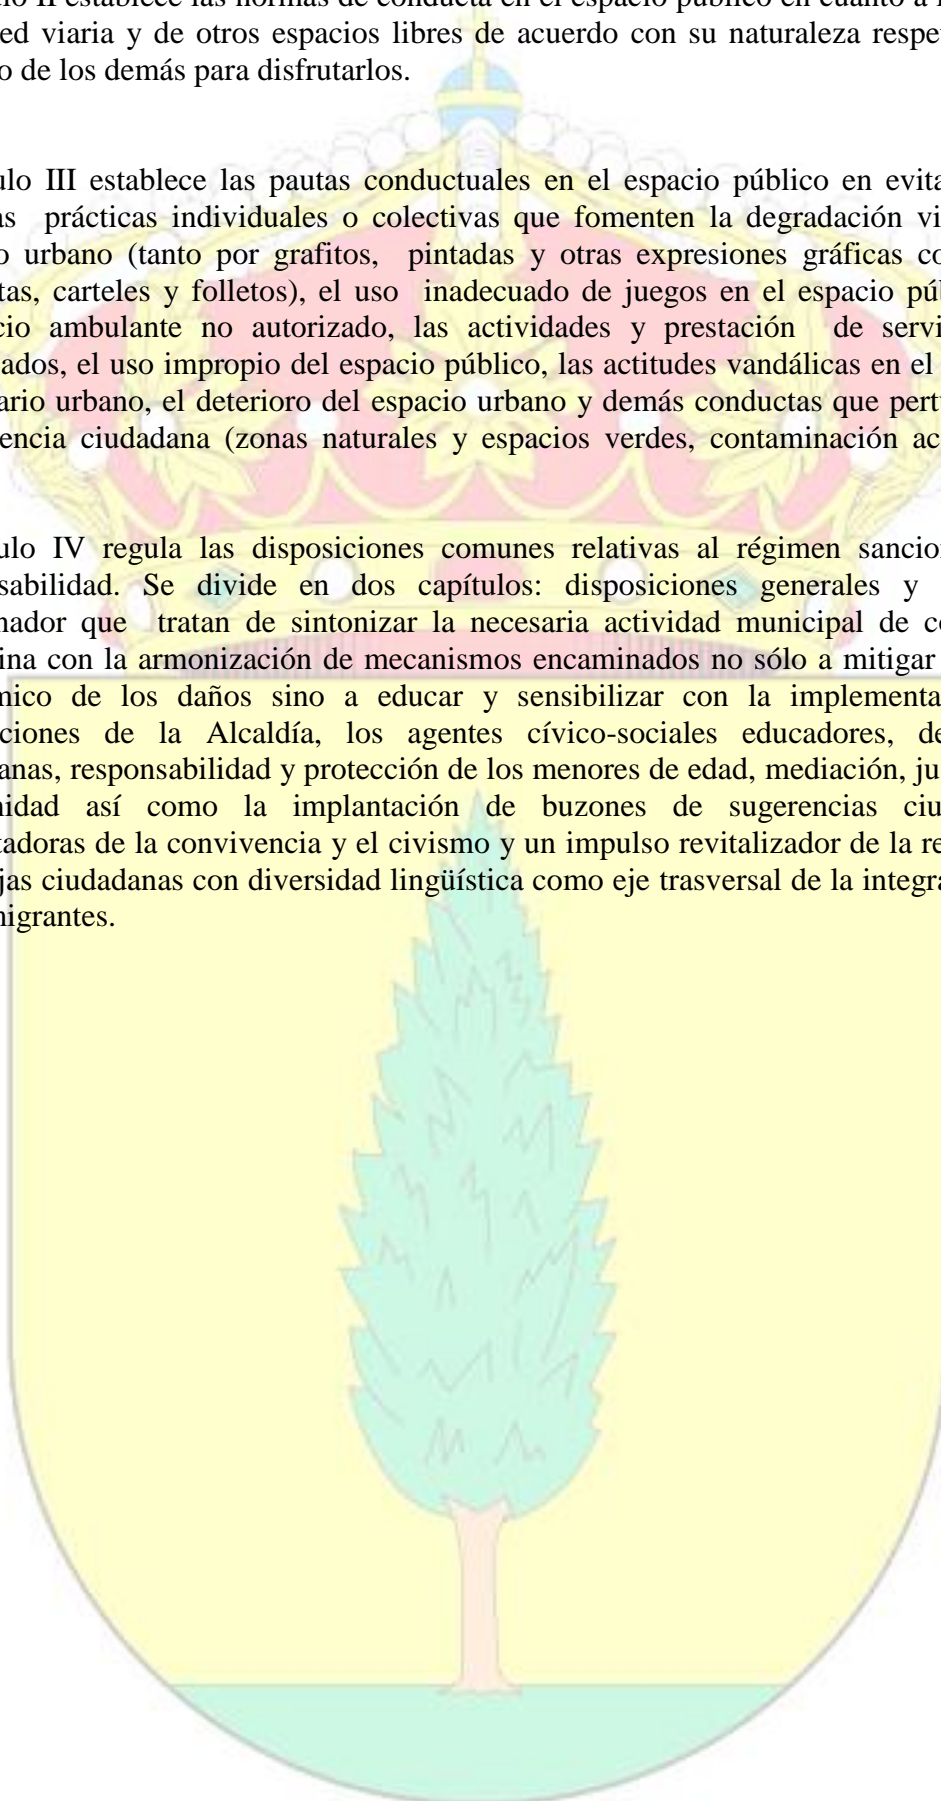 ulo II establece las normas de conducta en el espacio público en cuanto a l
ed viaria y de otros espacios libres de acuerdo con su naturaleza respe
o de los demás para disfrutarlos.
ulo III establece las pautas conductuales en el espacio público en evita
as prácticas individuales o colectivas que fomenten la degradación vi
o urbano (tanto por grafitos, pintadas y otras expresiones gráficas co
tas, carteles y folletos), el uso inadecuado de juegos en el espacio púb
cio ambulante no autorizado, las actividades y prestación de servi
ados, el uso impropio del espacio público, las actitudes vandálicas en el
ario urbano, el deterioro del espacio urbano y demás conductas que pertu
encia ciudadana (zonas naturales y espacios verdes, contaminación ac
ulo IV regula las disposiciones comunes relativas al régimen sancion
sabilidad. Se divide en dos capítulos: disposiciones generales y
nador que tratan de sintonizar la necesaria actividad municipal de co
ina con la armonización de mecanismos encaminados no sólo a mitigar
mico de los daños sino a educar y sensibilizar con la implementa
ciones de la Alcaldía, los agentes cívico-sociales educadores, de
anas, responsabilidad y protección de los menores de edad, mediación, ju
nidad así como la implantación de buzones de sugerencias ciu
tadoras de la convivencia y el civismo y un impulso revitalizador de la re
jas ciudadanas con diversidad lingüística como eje trasversal de la integra
nigrantes.